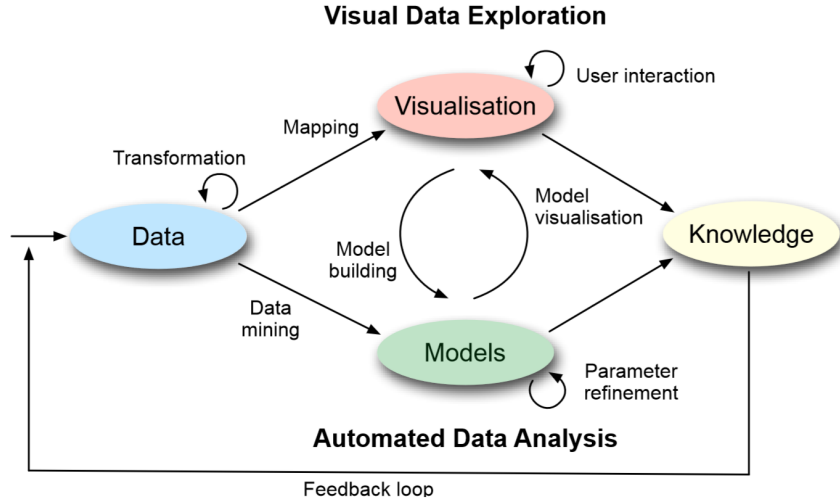 Visual Data Exploration
User interaction
Visualisation
Mapping
Transformation
Model
visualisation
Data
Knowledge
Model
building
Data
mining
Models
Parameter
refinement
Automated Data Analysis
Feedback loop